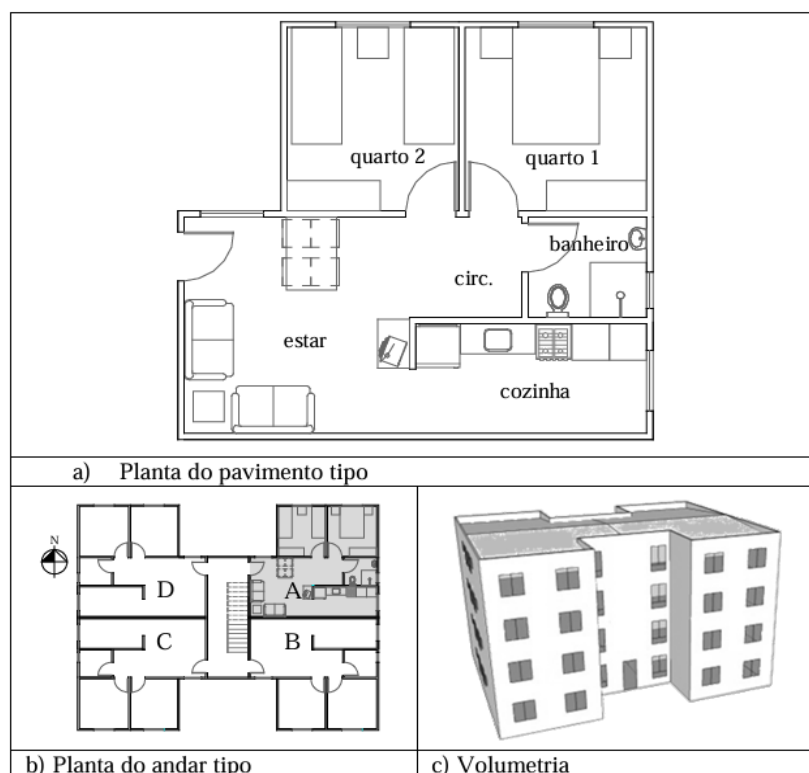 quarto 2
quarto 1
banheiro
circ.
estar
cozinha
a) Planta do pavimento tipo
N
D
A
C
B
b) Planta do andar tipo
c) Volumetria